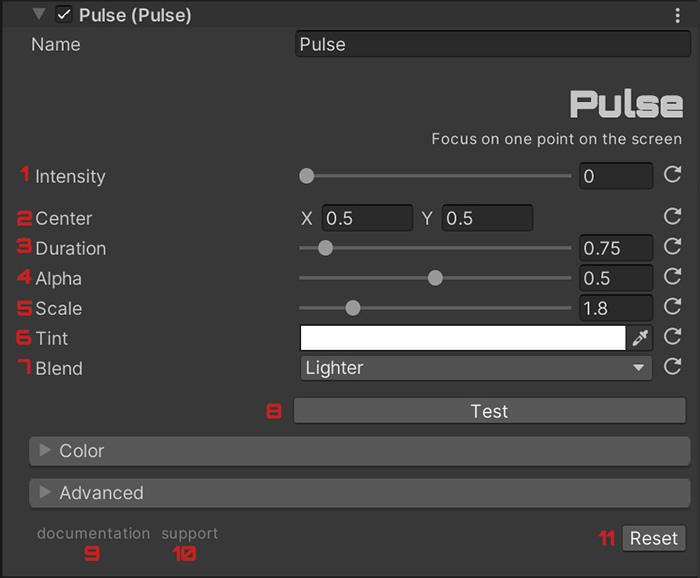 Pulse (Pulse)
Name Pulse
Pulse
Focus on one point on the screen
1 Intensity 0
2 Center X 0.5 Y 0.5
3 Duration 0.75
4 Alpha 0.5
5 Scale 1.8
6 Tint
7 Blend Lighter
8 Test
Color
Advanced
documentation support 11 Reset
9 10